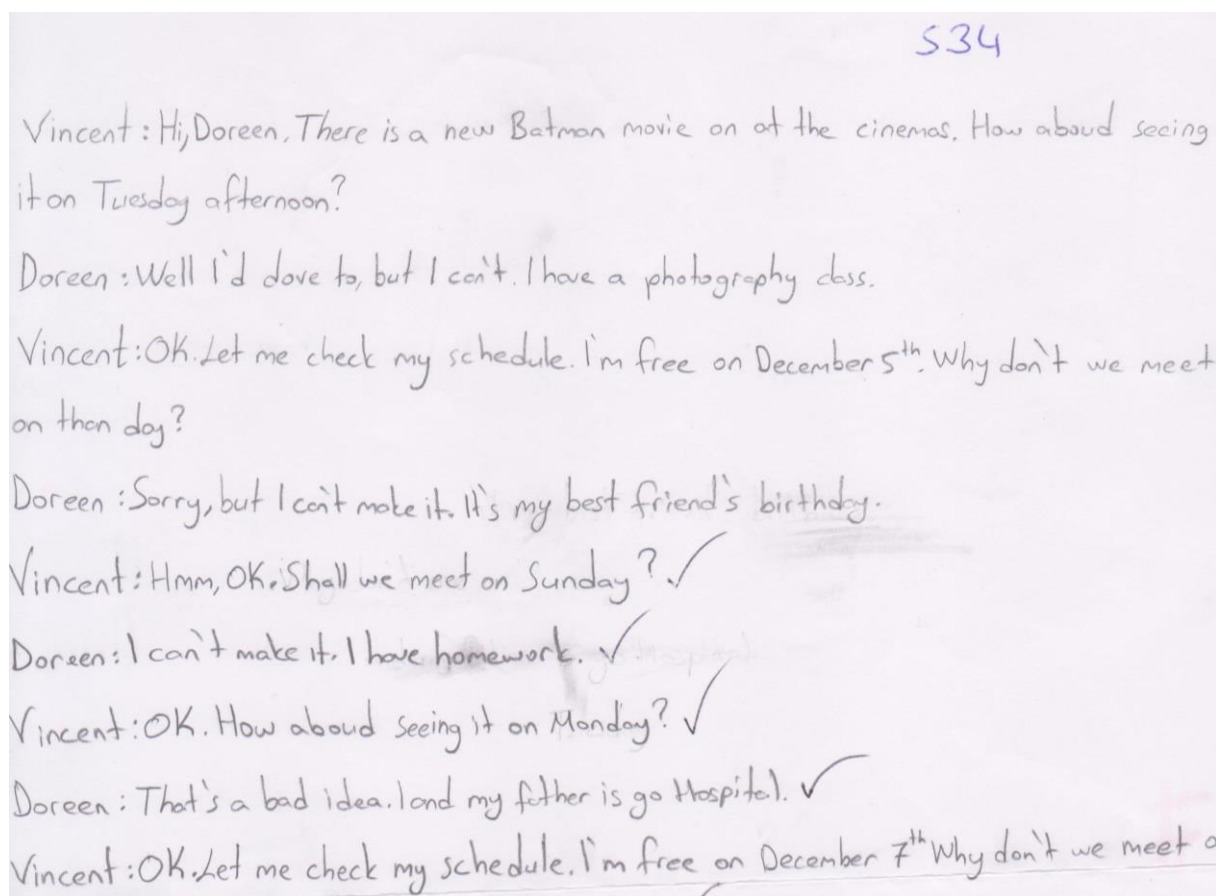 S34
Vincent : Hi, Doreen. There is a new Batman movie on at the cinemas. How aboud seeing
it on Tuesday afternoon?
Doreen : Well I'd dove to, but I can't. I have a photography class.
Vincent : OK. Let me check my schedule. I'm free on December 5th. Why don't we meet
on than day?
Doreen : Sorry, but I can't make it. It's my best friend's birthday.
Vincent : Hmm, OK. Shall we meet on Sunday? ✓
Doreen : I can't make it. I have homework. ✓
Vincent : OK. How aboud seeing it on Monday? ✓
Doreen : That's a bad idea. I and my father is go Hospital. ✓
Vincent : OK. Let me check my schedule. I'm free on December 7th Why don't we meet